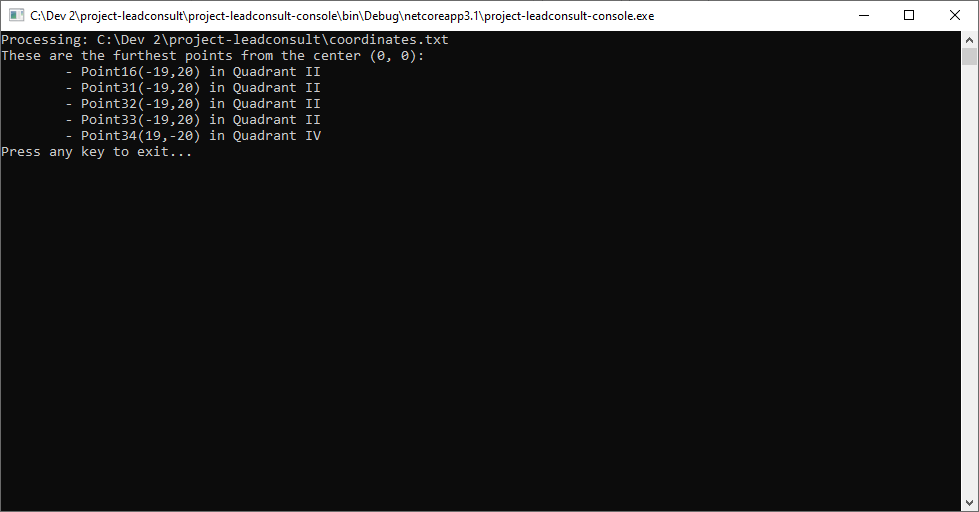 C:\Dev 2\project-leadconsult\project-leadconsult-console\bin\Debug\netcoreapp3.1\project-leadconsult-console.exe
Processing: C:\Dev 2\project-leadconsult\coordinates.txt
These are the furthest points from the center (0, 0):
- Point16(-19,20) in Quadrant II
- Point31(-19,20) in Quadrant II
- Point32(-19,20) in Quadrant II
- Point33(-19,20) in Quadrant II
- Point34(19,-20) in Quadrant IV
Press any key to exit...